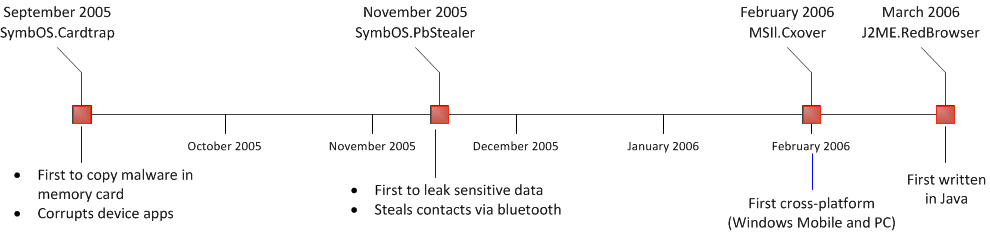 September 2005
SymbOS.Cardtrap
November 2005
SymbOS.PbStealer
February 2006
MSIl.Cxover
March 2006
J2ME.RedBrowser
October 2005
November 2005
December 2005
January 2006
February 2006
• First to copy malware in
memory card
• Corrupts device apps
• First to leak sensitive data
• Steals contacts via bluetooth
First cross-platform
(Windows Mobile and PC)
First written
in Java